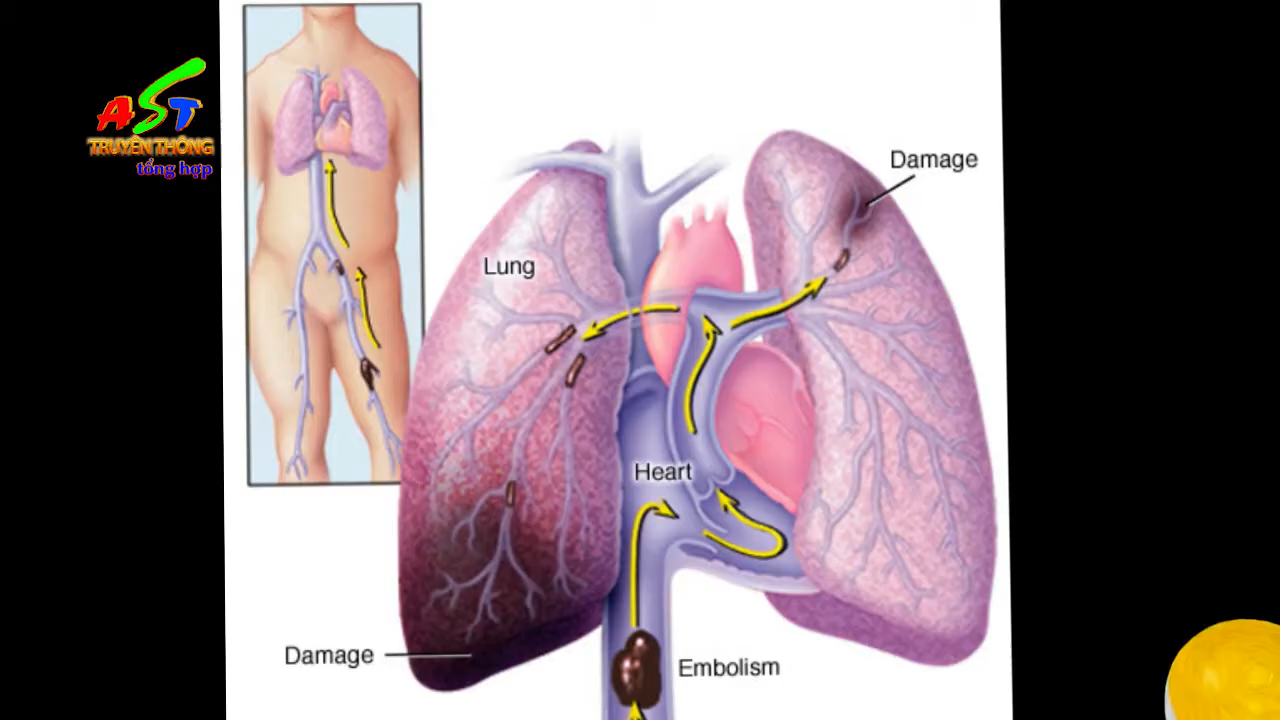 AST
TRUYỀN THÔNG
tổng hợp
Damage
Lung
Heart
Damage
Embolism